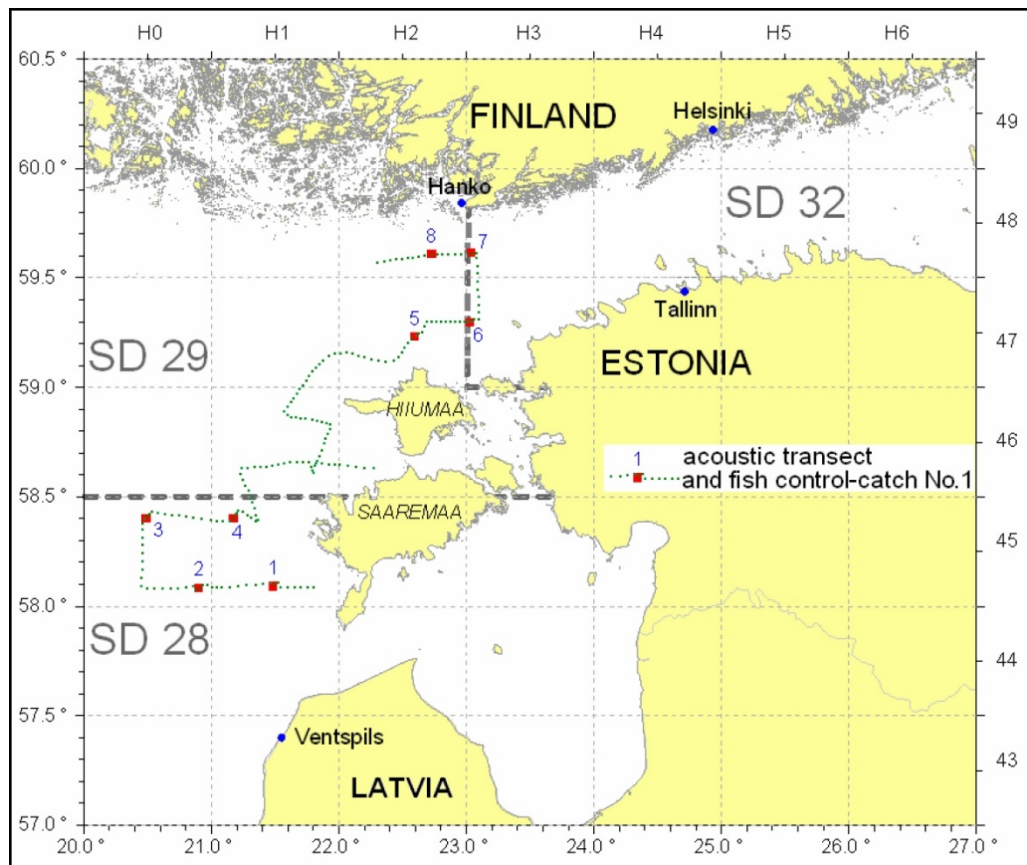 H0 H1 H2 H3 H4 H5 H6
60.5 °
FINLAND
Helsinki
49
60.0 °
Hanko
SD 32
48
8 7
59.5 °
Tallinn
5 6
47
SD 29
ESTONIA
59.0 °
HIIUMAA
46
1 acoustic transect
and fish control-catch No.1
58.5 °
SAAREMAA
3 4
45
2 1
58.0 °
SD 28
44
57.5 °
Ventspils
43
LATVIA
57.0 °
20.0 ° 21.0 ° 22.0 ° 23.0 ° 24.0 ° 25.0 ° 26.0 ° 27.0 °